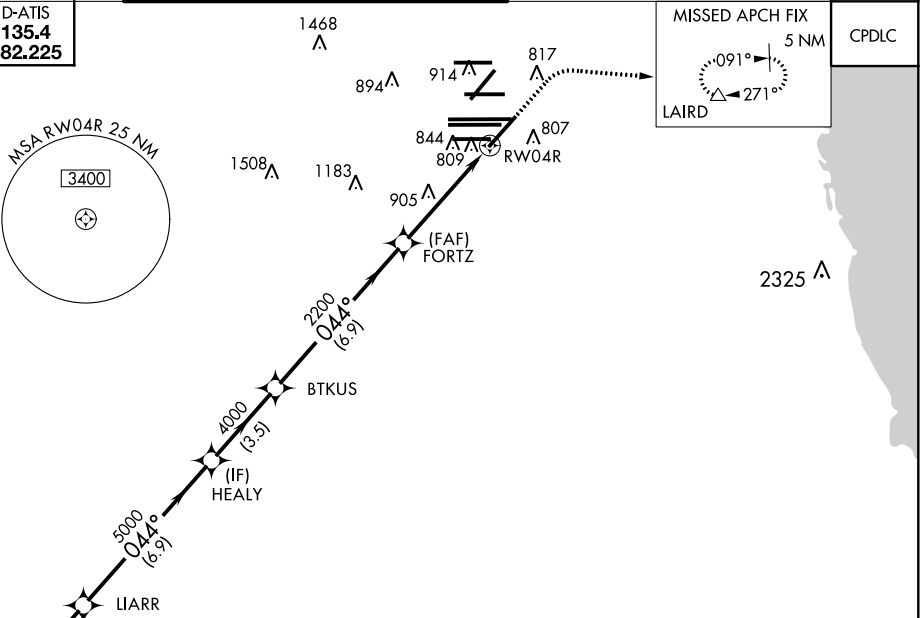 D-ATIS
135.4
82.225
1468
894
914
817
MISSED APCH FIX
5 NM
091°
271°
LAIRD
CPDLC
MSA RW04R 25 NM
3400
1508
1183
844
809
RW04R
807
905
(FAF)
FORTZ
2325
2200
044°
(6.9)
BTKUS
4000
(3.5)
(IF)
HEALY
5000
044°
(6.9)
LIARR